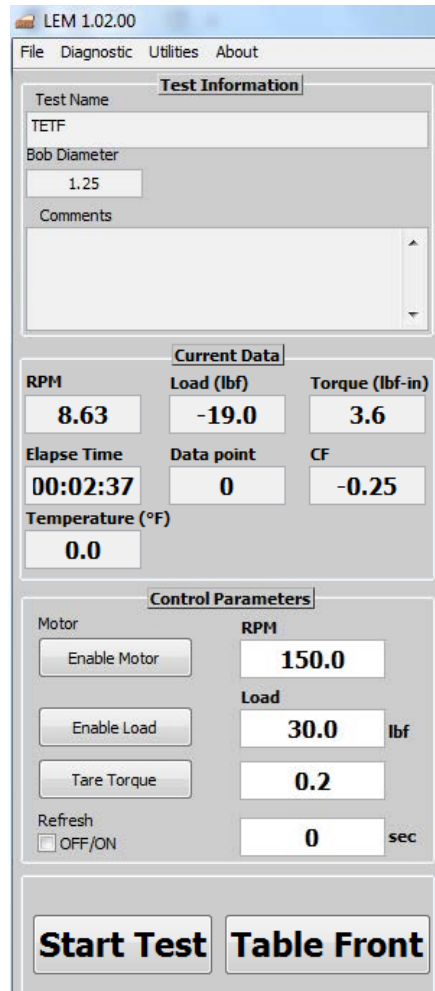 LEM 1.02.00
File Diagnostic Utilities About
Test Information
Test Name
TETF
Bob Diameter
1.25
Comments
Current Data
RPM Load (lbf) Torque (lbf-in)
8.63 -19.0 3.6
Elapse Time Data point CF
00:02:37 0 -0.25
Temperature (°F)
0.0
Control Parameters
Motor RPM
Enable Motor 150.0
Load
Enable Load 30.0 lbf
Tare Torque 0.2
Refresh
OFF/ON 0 sec
Start Test Table Front